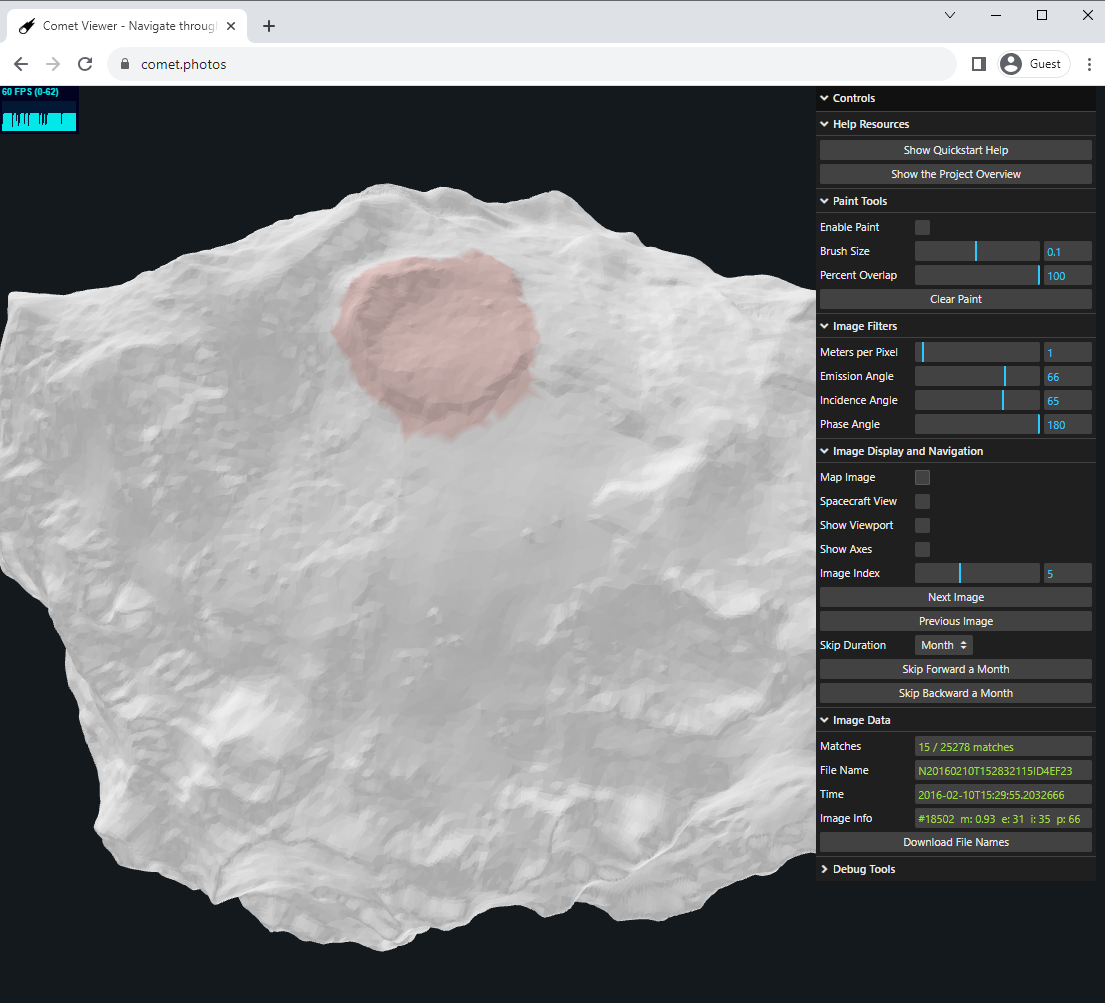 Comet Viewer - Navigate throug
comet.photos
Guest
60 FPS (0-62)
Controls
Help Resources
Show Quickstart Help
Show the Project Overview
Paint Tools
Enable Paint
Brush Size 0.1
Percent Overlap 100
Clear Paint
Image Filters
Meters per Pixel 1
Emission Angle 66
Incidence Angle 65
Phase Angle 180
Image Display and Navigation
Map Image
Spacecraft View
Show Viewport
Show Axes
Image Index 5
Next Image
Previous Image
Skip Duration Month
Skip Forward a Month
Skip Backward a Month
Image Data
Matches 15 / 25278 matches
File Name N20160210T152832115ID4EF23
Time 2016-02-10T15:29:55.2032666
Image Info #18502 m: 0.93 e: 31 i: 35 p: 66
Download File Names
Debug Tools